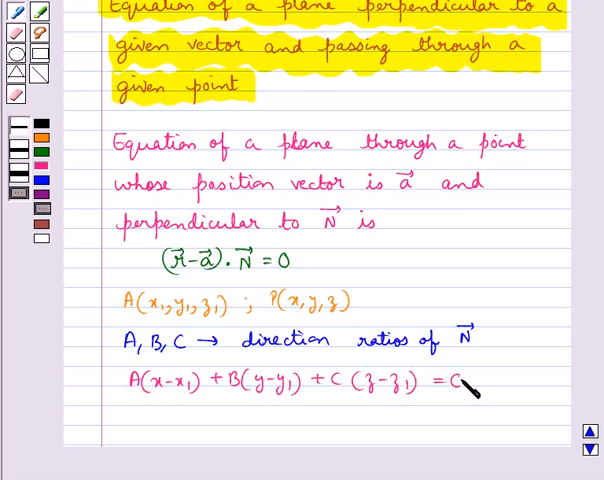 Equation of a plane perpendicular to a
given vector and passing through a
given point
Equation of a plane through a point
whose position vector is a⃗ and
perpendicular to N⃗ is
(r⃗-a⃗)·N⃗=0
A(x₁,y₁,z₁) ; P(x,y,z)
A, B, C → direction ratios of N⃗
A(x-x₁) + B(y-y₁) + C (z-z₁) = C